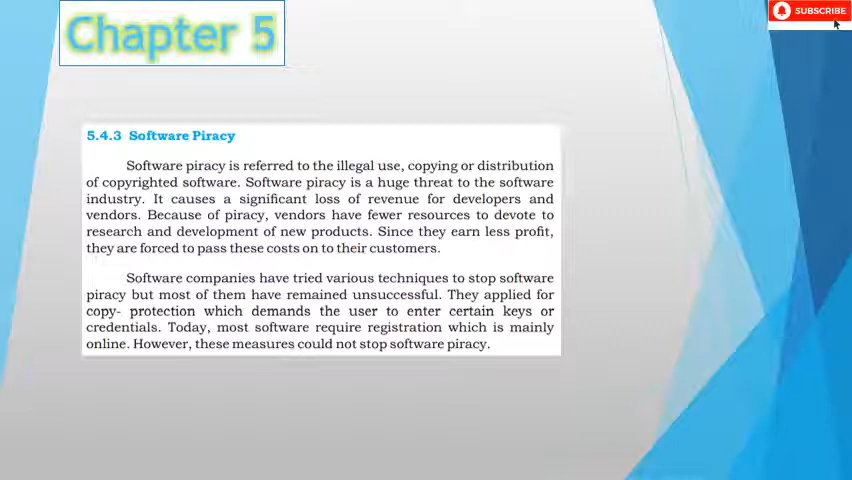 Chapter 5
SUBSCRIBE
5.4.3 Software Piracy
Software piracy is referred to the illegal use, copying or distribution
of copyrighted software. Software piracy is a huge threat to the software
industry. It causes a significant loss of revenue for developers and
vendors. Because of piracy, vendors have fewer resources to devote to
research and development of new products. Since they earn less profit,
they are forced to pass these costs on to their customers.
Software companies have tried various techniques to stop software
piracy but most of them have remained unsuccessful. They applied for
copy- protection which demands the user to enter certain keys or
credentials. Today, most software require registration which is mainly
online. However, these measures could not stop software piracy.